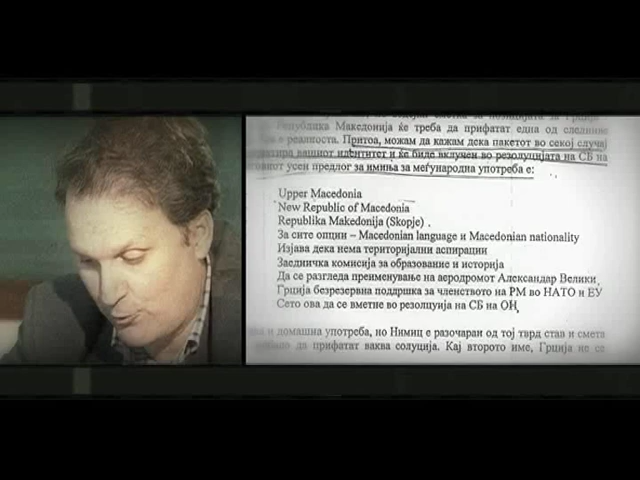 Република Македонија ќе треба да прифатат една од следниве
е реалноста. Притоа, можам да кажам дека пакетот во секој случај
вашиот идентитет и ќе биде вклучен во резолуцијата на СБ на
усен предлог за имиња за меѓународна употреба е:
Upper Macedonia
New Republic of Macedonia
Republika Makedonija (Skopje) .
За сите опции – Macedonian language и Macedonian nationality
Изјава дека нема територијални аспирации
Заедничка комисија за образование и историја
Да се разгледа преименување на аеродромот Александар Велики
Грција безрезервна поддршка за членството на РМ во НАТО и ЕУ
Сето ова да се вметне во резолуција на СБ на ОН
и домашна употреба, но Нимиц е разочаран од тој тврд став и смета
да прифатат ваква солуција. Кај второто име, Грција не се